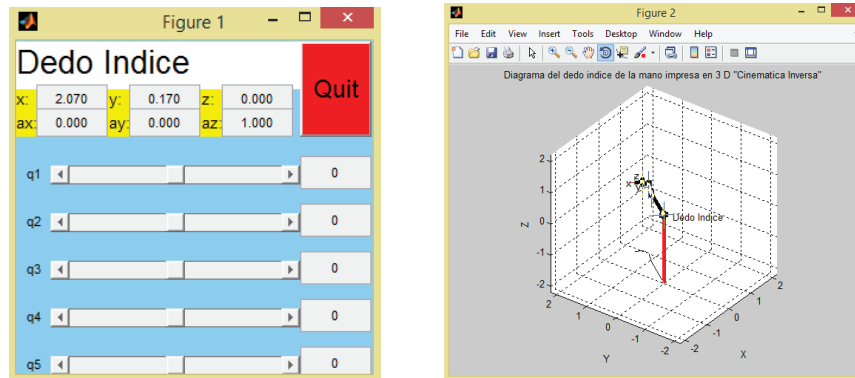 Figure 1
Dedo Indice
Quit
x: 2.070 y: 0.170 z: 0.000
ax: 0.000 ay: 0.000 az: 1.000
q1 0
q2 0
q3 0
q4 0
q5 0
Figure 2
File Edit View Insert Tools Desktop Window Help
Diagrama del dedo indice de la mano impresa en 3 D "Cinematica Inversa"
2
1
0
-1
-2
Z
x
z
y
Dedo Indice
2
1
0
-1
-2
Y
-2
-1
0
1
2
X